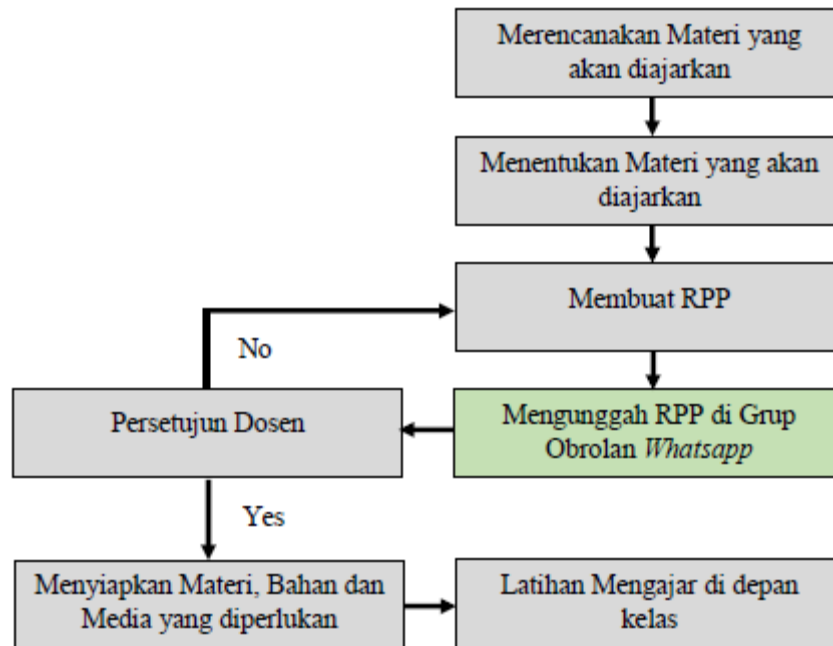 Merencanakan Materi yang
akan diajarkan
Menentukan Materi yang akan
diajarkan
Membuat RPP
No
Mengunggah RPP di Grup
Obrolan Whatsapp
Persetujun Dosen
Yes
Menyiapkan Materi, Bahan dan
Media yang diperlukan
Latihan Mengajar di depan
kelas